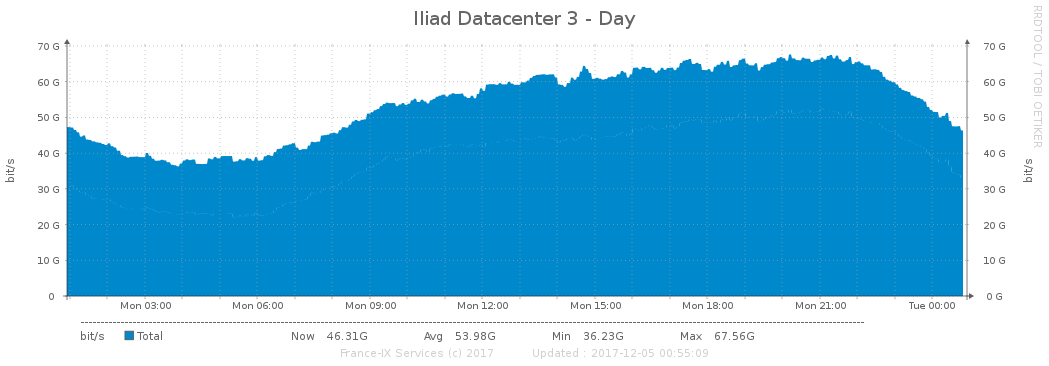 Iliad Datacenter 3 - Day
RRDTOOL / TOBI OETIKER
bit/s
70 G 70 G
60 G 60 G
50 G 50 G
40 G 40 G
30 G 30 G
20 G 20 G
10 G 10 G
0 0 G
bit/s
Mon 03:00 Mon 06:00 Mon 09:00 Mon 12:00 Mon 15:00 Mon 18:00 Mon 21:00 Tue 00:00
bit/s Total Now 46.31G Avg 53.98G Min 36.23G Max 67.56G
France-IX Services (c) 2017 Updated : 2017-12-05 00:55:09